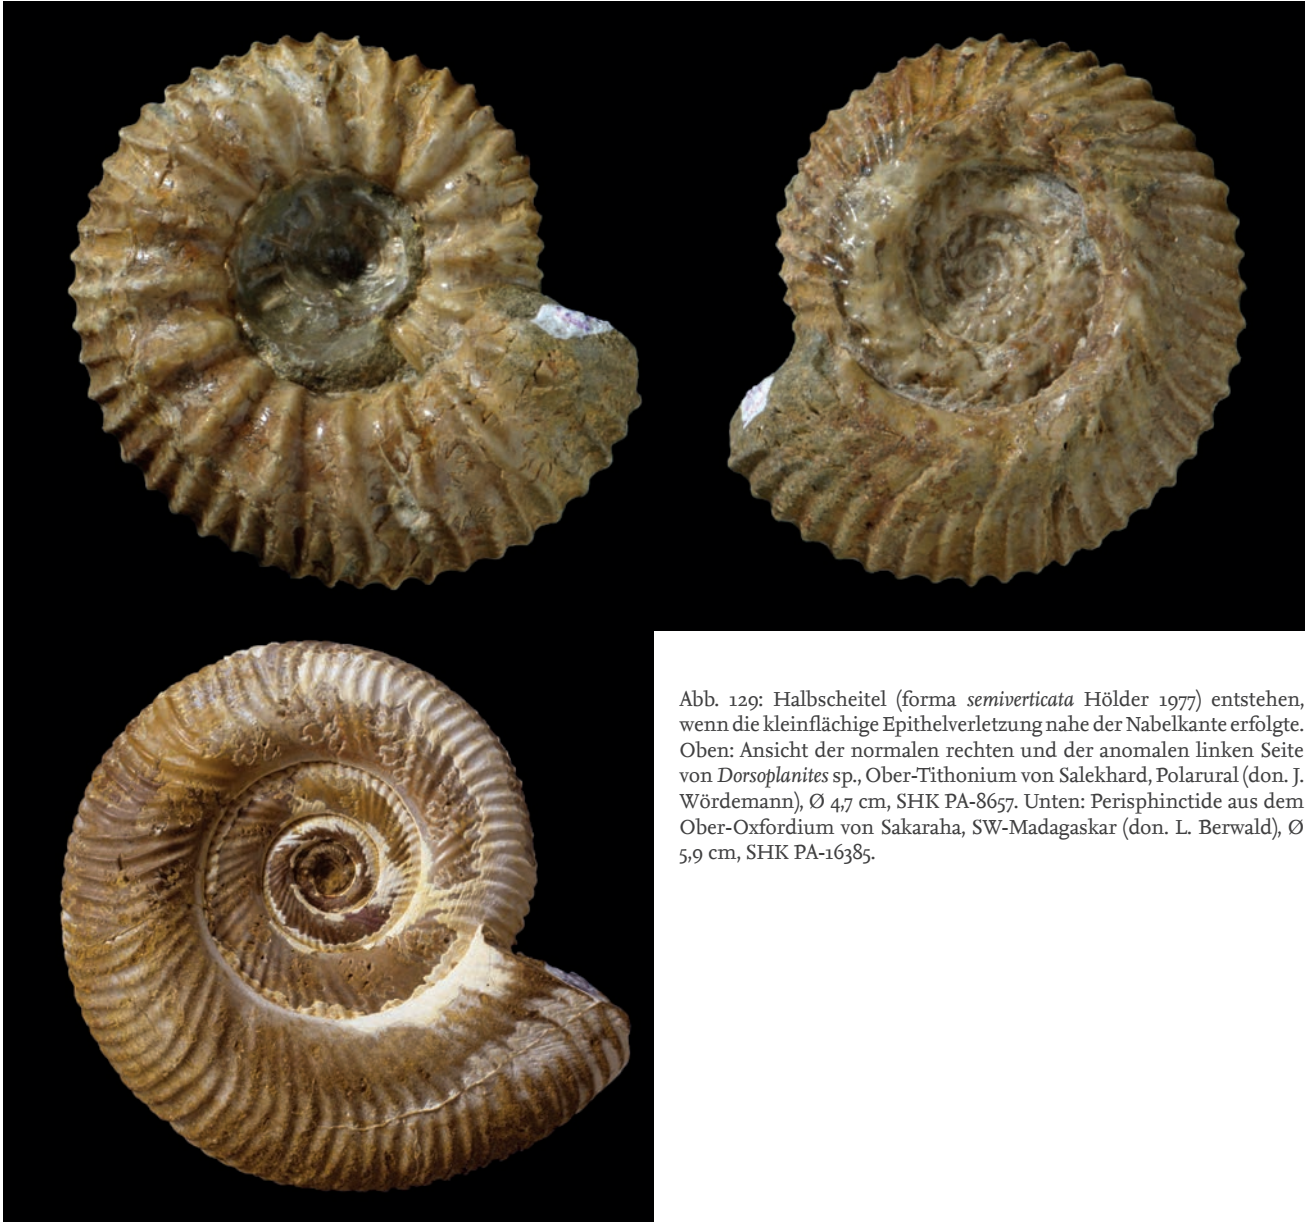 Abb. 129: Halbscheitel (forma semiverticata Hölder 1977) entstehen,
wenn die kleinflächige Epithelverletzung nahe der Nabelkante erfolgte.
Oben: Ansicht der normalen rechten und der anomalen linken Seite
von Dorsoplanites sp., Ober-Tithonium von Salekhard, Polarural (don. J.
Wördemann), Ø 4,7 cm, SHK PA-8657. Unten: Perisphinctide aus dem
Ober-Oxfordium von Sakaraha, SW-Madagaskar (don. L. Berwald), Ø
5,9 cm, SHK PA-16385.